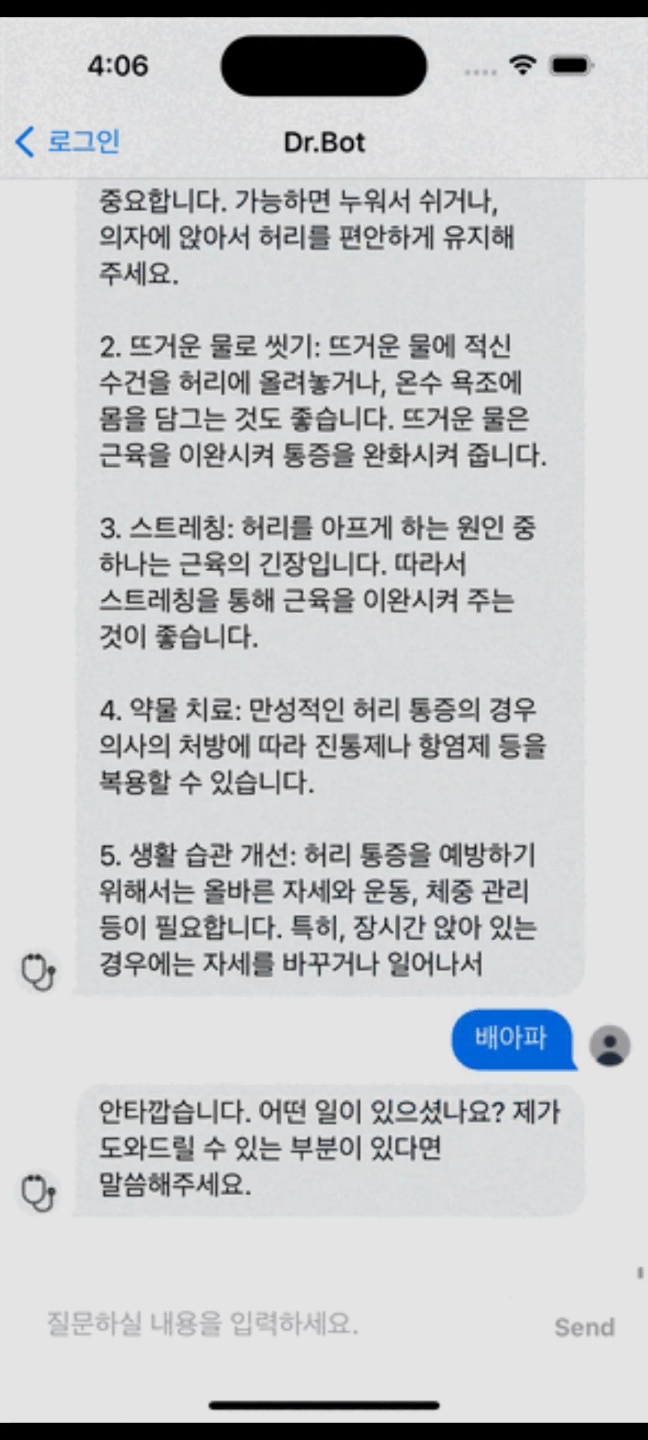 4:06
로그인
Dr.Bot
중요합니다. 가능하면 누워서 쉬거나,
의자에 앉아서 허리를 편안하게 유지해
주세요.
2. 뜨거운 물로 씻기: 뜨거운 물에 적신
수건을 허리에 올려놓거나, 온수 욕조에
몸을 담그는 것도 좋습니다. 뜨거운 물은
근육을 이완시켜 통증을 완화시켜 줍니다.
3. 스트레칭: 허리를 아프게 하는 원인 중
하나는 근육의 긴장입니다. 따라서
스트레칭을 통해 근육을 이완시켜 주는
것이 좋습니다.
4. 약물 치료: 만성적인 허리 통증의 경우
의사의 처방에 따라 진통제나 항염제 등을
복용할 수 있습니다.
5. 생활 습관 개선: 허리 통증을 예방하기
위해서는 올바른 자세와 운동, 체중 관리
등이 필요합니다. 특히, 장시간 앉아 있는
경우에는 자세를 바꾸거나 일어나서
배아파
안타깝습니다. 어떤 일이 있으셨나요? 제가
도와드릴 수 있는 부분이 있다면
말씀해주세요.
질문하실 내용을 입력하세요.
Send